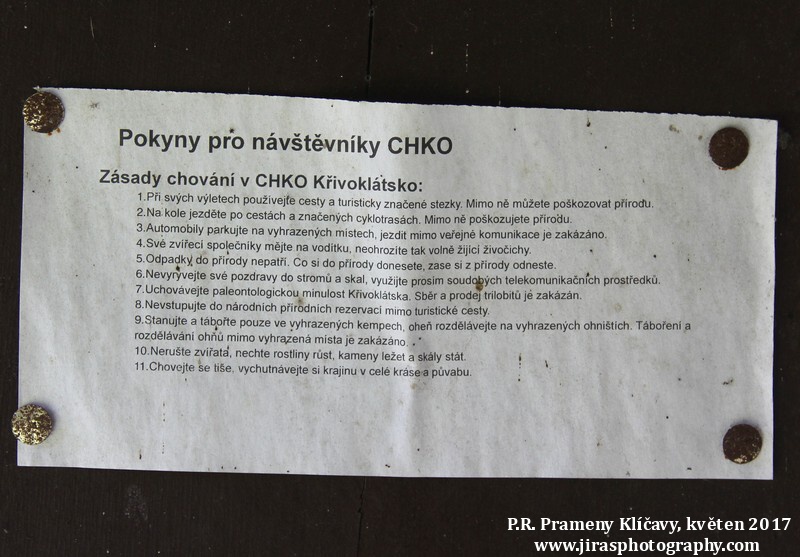 Pokyny pro návštěvníky CHKO
Zásady chování v CHKO Křivoklátsko:
1.Při svých výletech používejte cesty a turisticky značené stezky. Mimo ně můžete poškozovat přírodu.
2.Na kole jezděte po cestách a značených cyklotrasách. Mimo ně poškozujete přírodu.
3.Automobily parkujte na vyhrazených místech, jezdit mimo veřejné komunikace je zakázáno.
4.Své zvířecí společníky mějte na vodítku, neohrozíte tak volně žijící živočichy.
5.Odpadky do přírody nepatří. Co si do přírody donesete, zase si z přírody odneste.
6.Nevyrývejte své pozdravy do stromů a skal, využijte prosím soudobých telekomunikačních prostředků.
7.Uchovávejte paleontologickou minulost Křivoklátska. Sběr a prodej trilobitů je zakázán.
8.Nevstupujte do národních přírodních rezervací mimo turistické cesty.
9.Stanujte a tábořte pouze ve vyhrazených kempech, oheň rozdělávejte na vyhrazených ohništích. Táboření a
rozdělávání ohňů mimo vyhrazená místa je zakázáno.
10.Nerušte zvířata, nechte rostliny růst, kameny ležet a skály stát.
11.Chovejte se tiše, vychutnávejte si krajinu v celé kráse a půvabu.
P.R. Prameny Klíčavy, květen 2017
www.jirasphotography.com